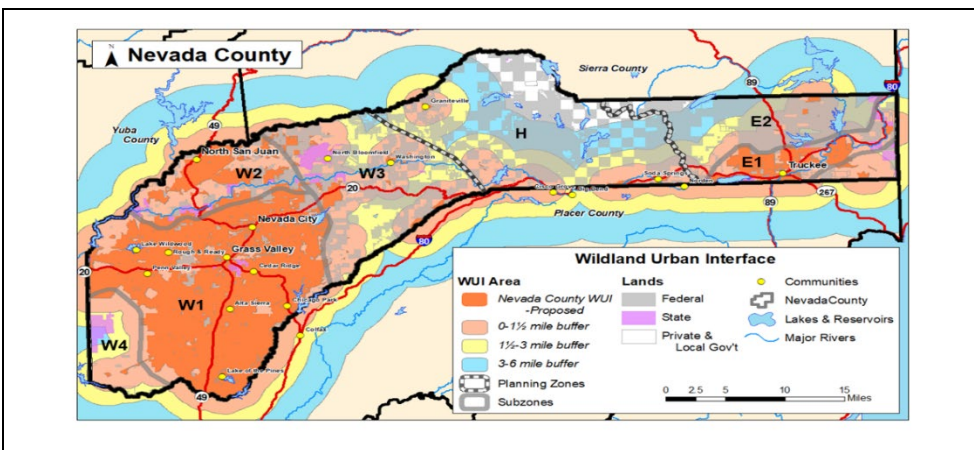 N
Nevada County
Sierra County
80
89
Yuba
County
49
Graniteville
H
E2
North San Juan
North Bloomfield
Washington
W2
W3
E1
Truckee
Soda Springs
Norden
20
267
89
Nevada City
Placer County
80
Lake Wildwood
Rough & Ready
Grass Valley
20
Penn Valley
Cedar Ridge
W1
Alta Sierra
Chicago Park
Colfax
W4
Lake of the Pines
49
Wildland Urban Interface
WUI Area
Nevada County WUI
-Proposed
0-1½ mile buffer
1½-3 mile buffer
3-6 mile buffer
Planning Zones
Subzones
Lands
Federal
State
Private &
Local Gov't
Communities
NevadaCounty
Lakes & Reservoirs
Major Rivers
0 2.5 5 10 15
Miles